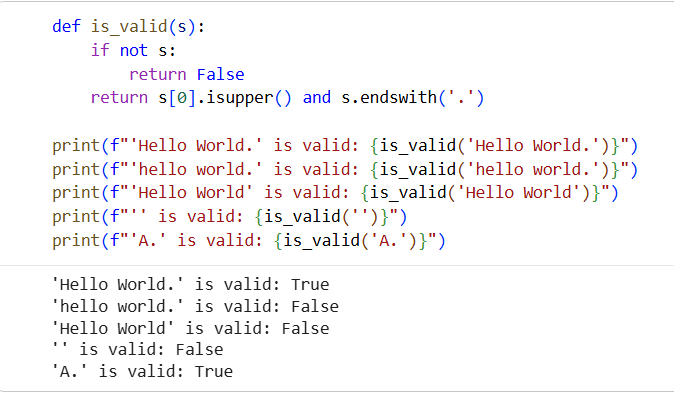 def is_valid(s):
    if not s:
        return False
    return s[0].isupper() and s.endswith('.')

print(f"'Hello World.' is valid: {is_valid('Hello World.')}")
print(f"'hello world.' is valid: {is_valid('hello world.')}")
print(f"'Hello World' is valid: {is_valid('Hello World')}")
print(f"'' is valid: {is_valid('')}")
print(f"'A.' is valid: {is_valid('A.')}")

'Hello World.' is valid: True
'hello world.' is valid: False
'Hello World' is valid: False
'' is valid: False
'A.' is valid: True